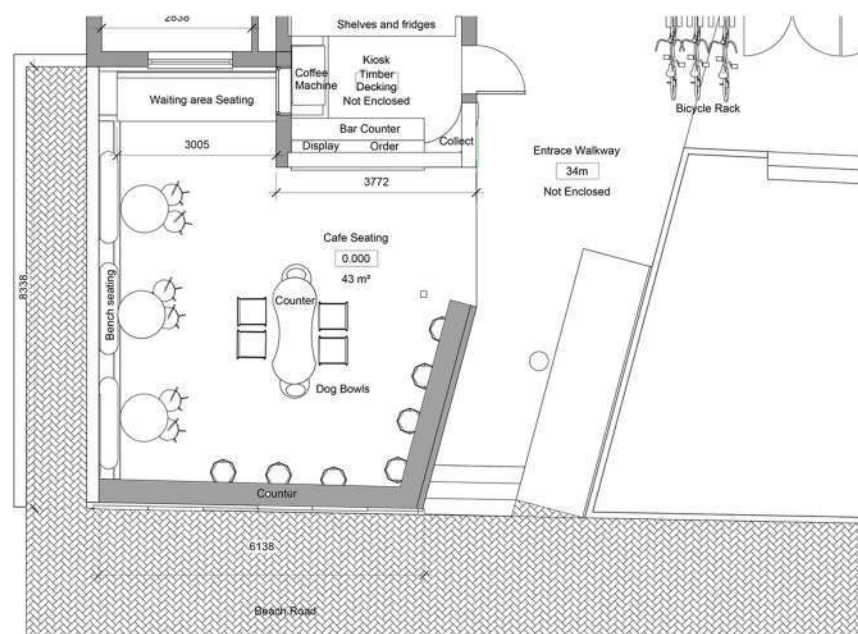 2838
Shelves and fridges
Kiosk
Timber
Decking
Not Enclosed
Coffee
Machine
Waiting area Seating
Bicycle Rack
Bar Counter
Display
Order
Collect
3005
3772
Entrace Walkway
34m
Not Enclosed
Cafe Seating
0.000
43 m²
8338
Bench seating
Counter
Dog Bowls
Counter
6138
Beach Road